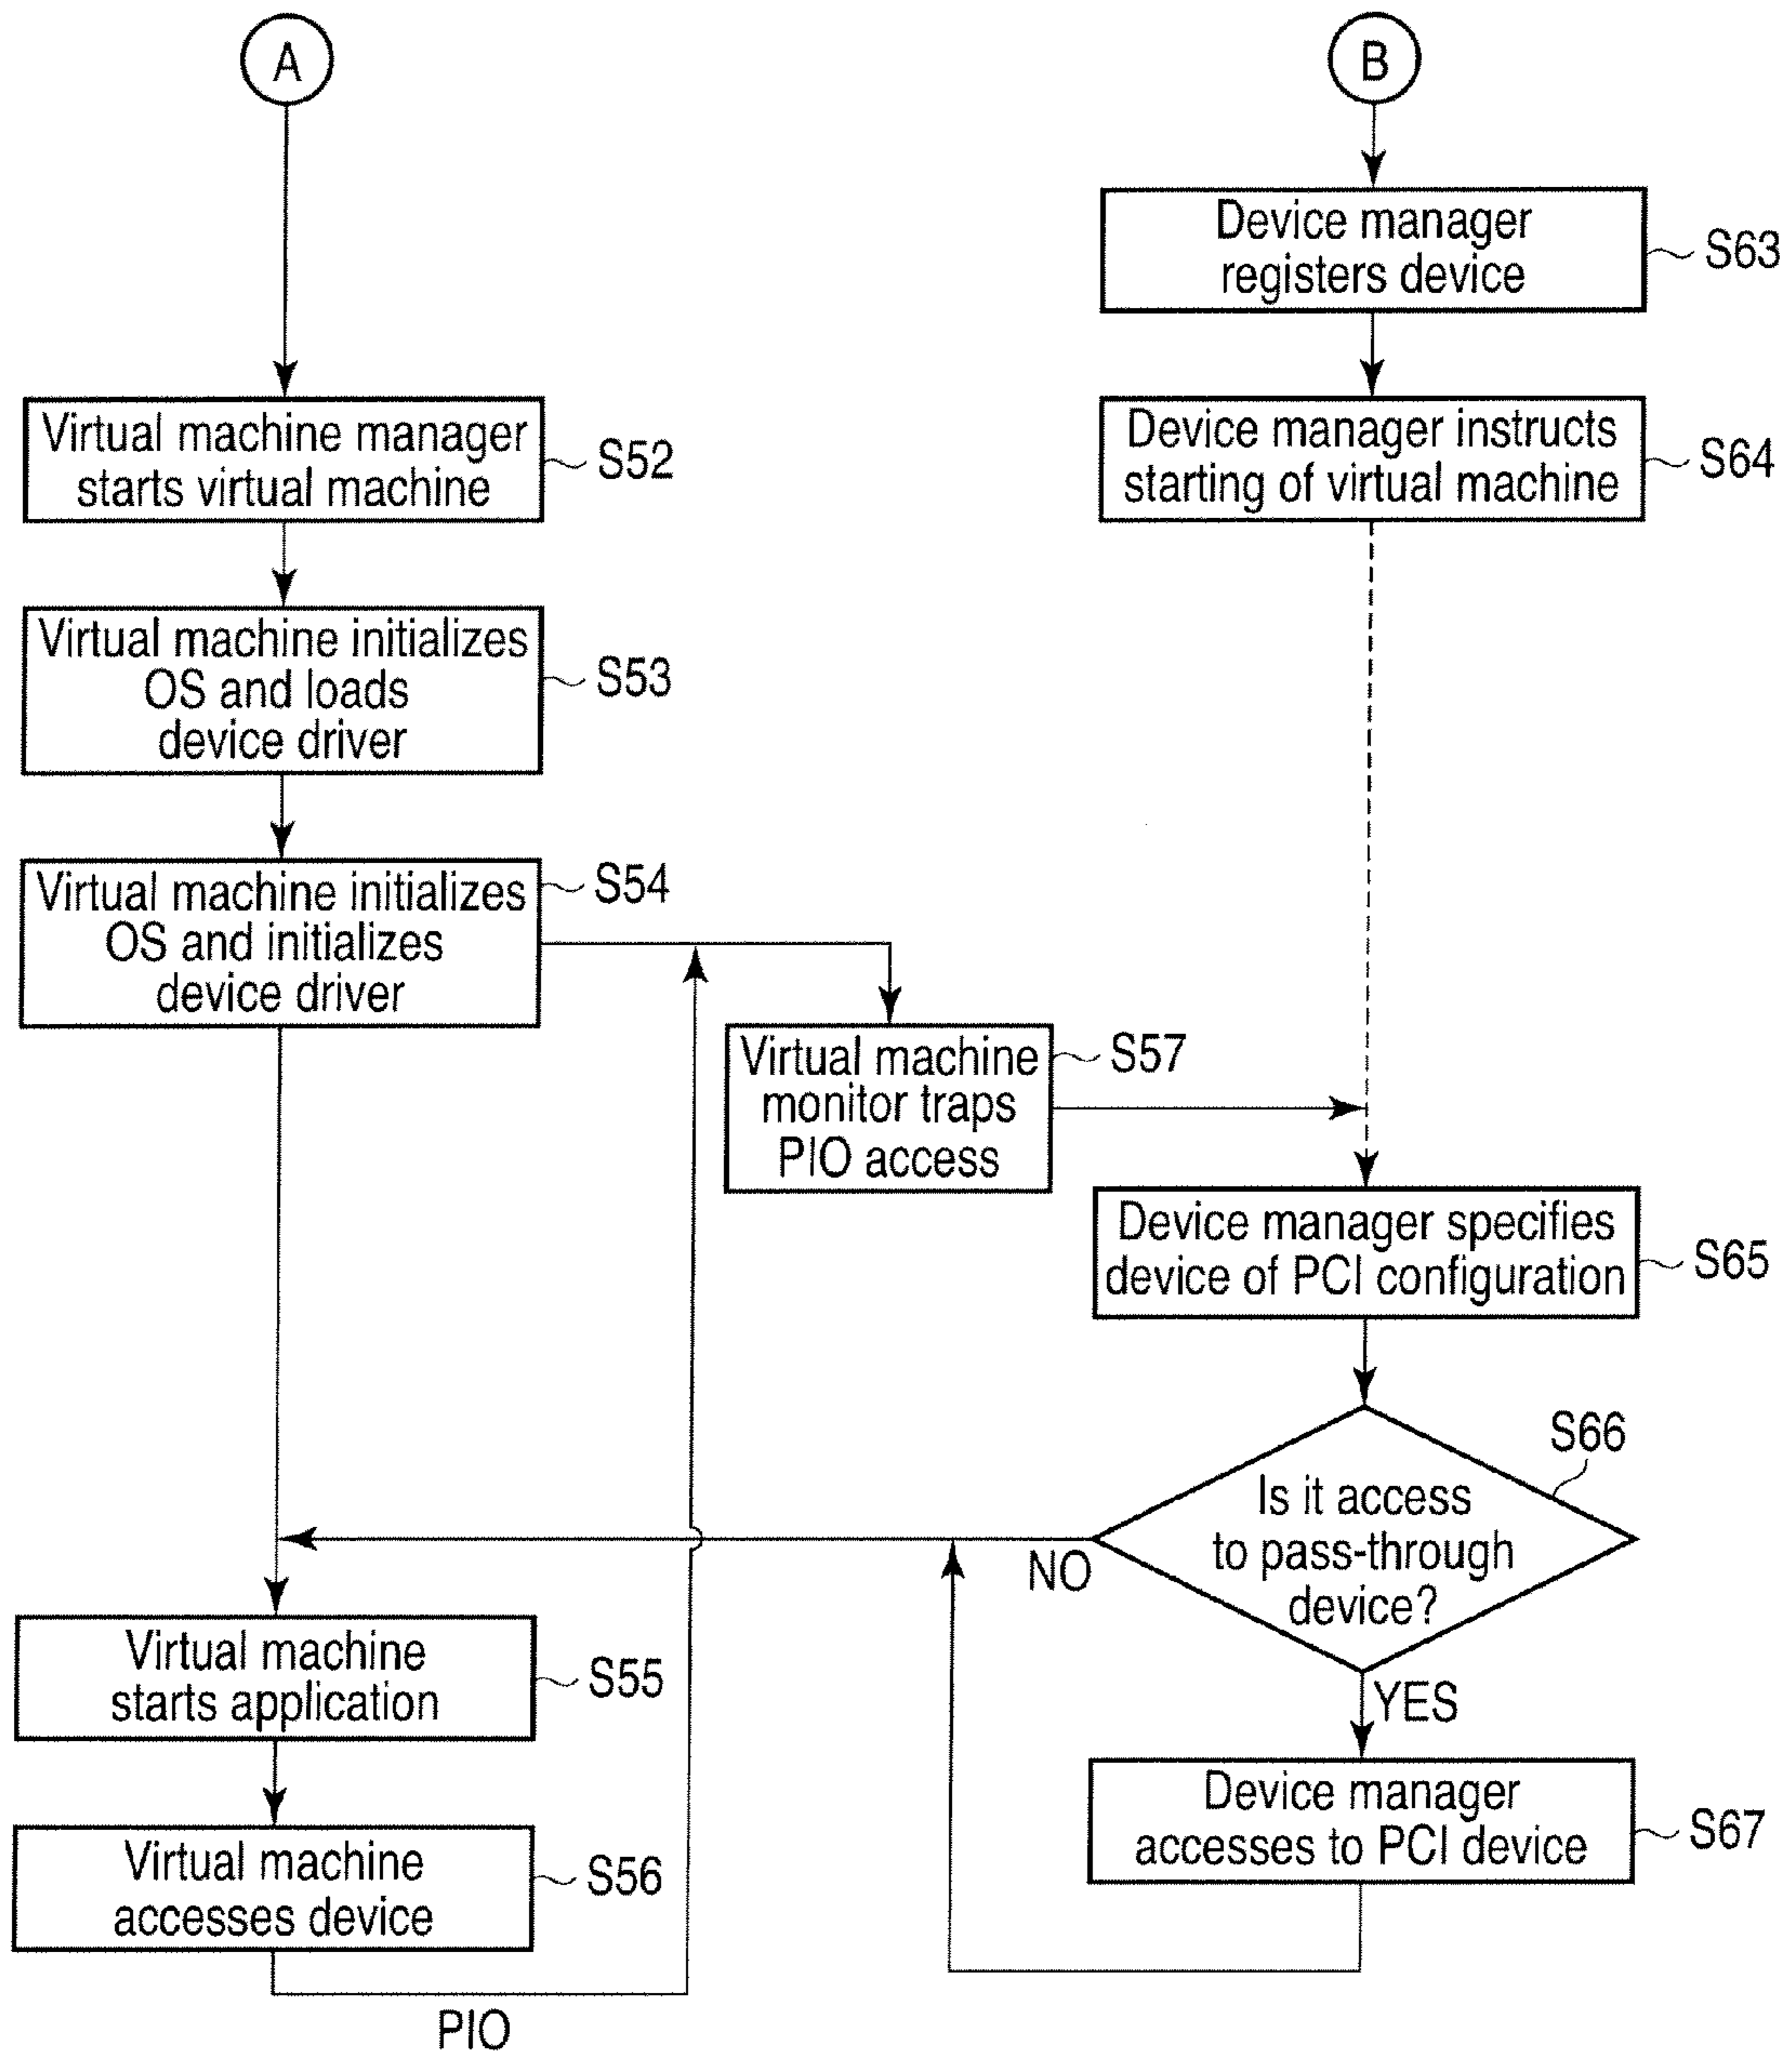 A
B
Device manager
registers device
S63
Virtual machine manager
starts virtual machine
S52
Device manager instructs
starting of virtual machine
S64
Virtual machine initializes
OS and loads
device driver
S53
Virtual machine initializes
OS and initializes
device driver
S54
Virtual machine
monitor traps
PIO access
S57
Device manager specifies
device of PCI configuration
S65
S66
Is it access
to pass-through
device?
NO
YES
Virtual machine
starts application
S55
Device manager
accesses to PCI device
S67
Virtual machine
accesses device
S56
PIO